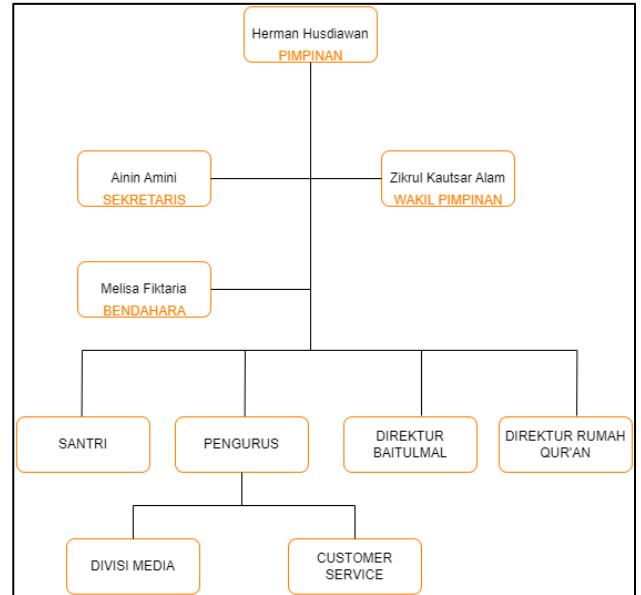 Herman Husdiawan
PIMPINAN
Ainin Amini
SEKRETARIS
Zikrul Kautsar Alam
WAKIL PIMPINAN
Melisa Fiktaria
BENDAHARA
SANTRI
PENGURUS
DIREKTUR
BAITULMAL
DIREKTUR RUMAH
QUR'AN
DIVISI MEDIA
CUSTOMER
SERVICE